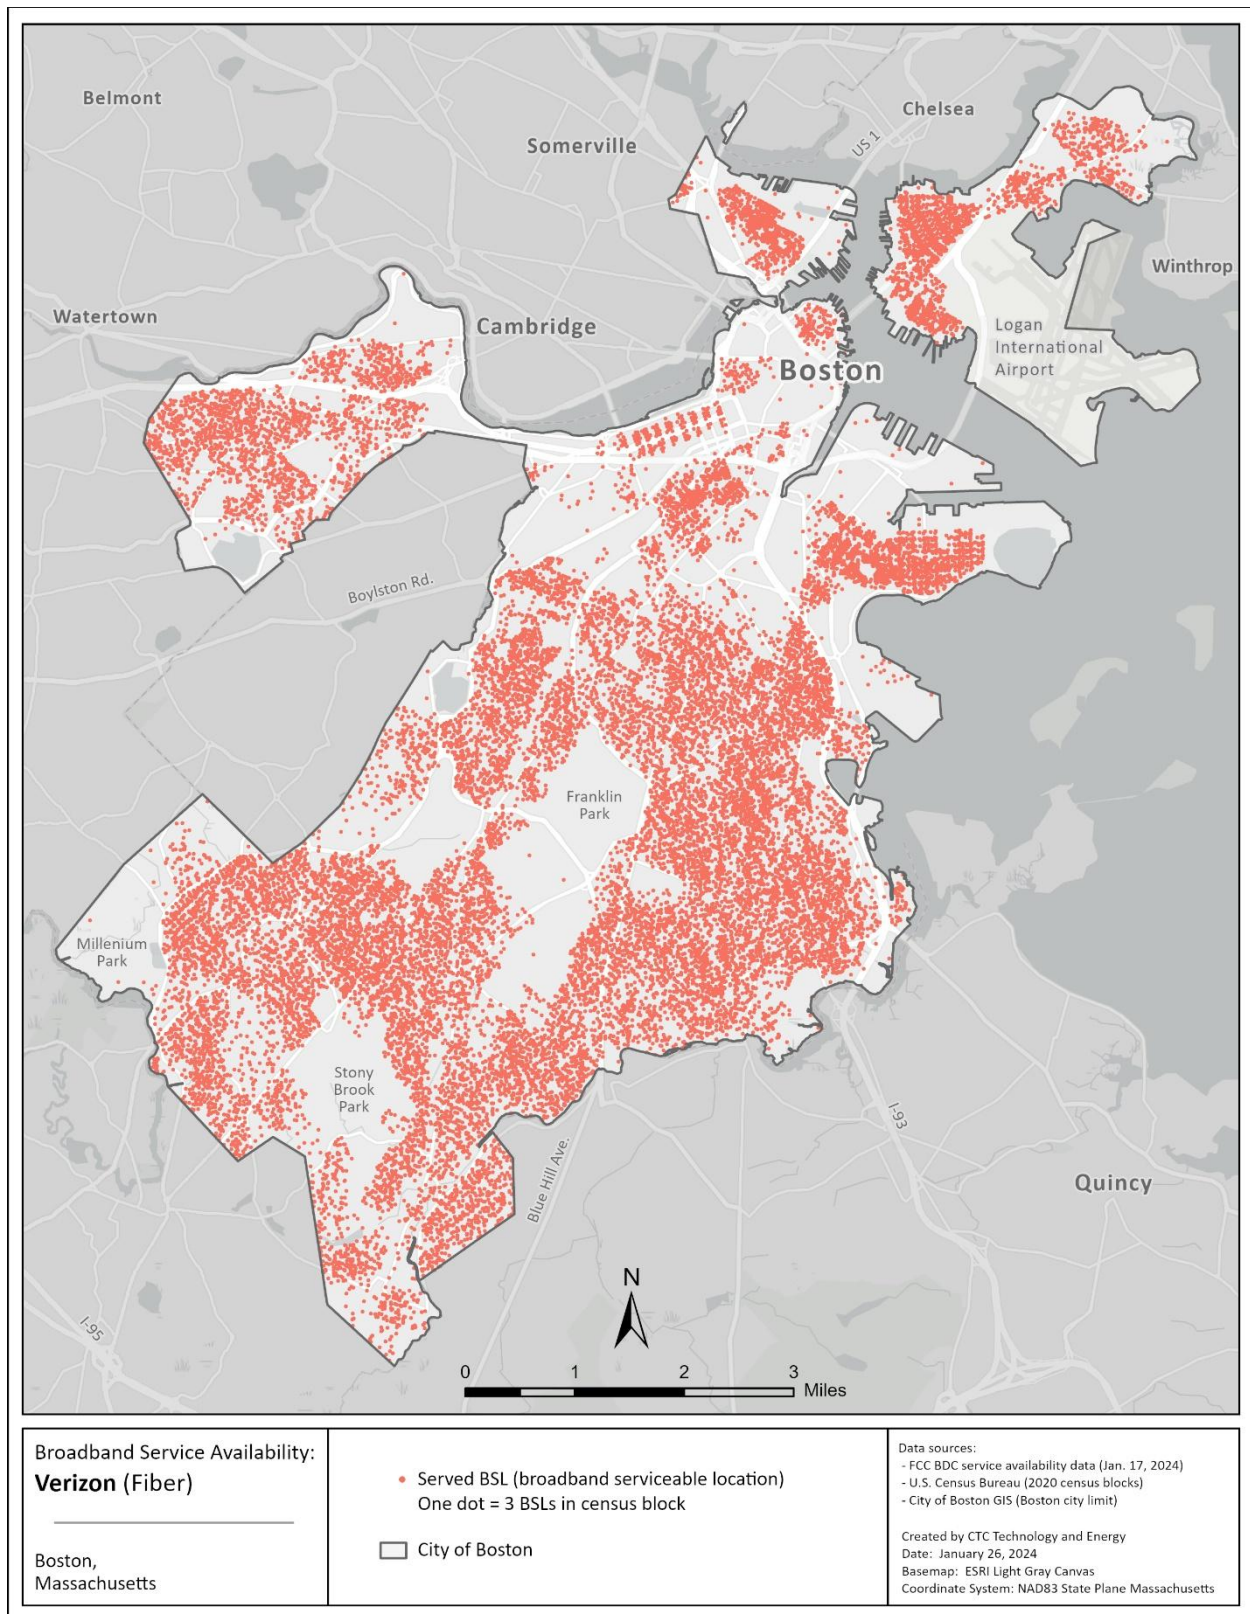 Belmont
Chelsea
Somerville
US 1
Winthrop
Watertown
Cambridge
Logan
International
Airport
Boston
Boylston Rd.
Franklin
Park
Millenium
Park
Stony
Brook
Park
I-93
Blue Hill Ave.
Quincy
N
I-95
0 1 2 3
Miles
Broadband Service Availability:
Verizon (Fiber)
Boston,
Massachusetts
Served BSL (broadband serviceable location)
One dot = 3 BSLs in census block
City of Boston
Data sources:
- FCC BDC service availability data (Jan. 17, 2024)
- U.S. Census Bureau (2020 census blocks)
- City of Boston GIS (Boston city limit)
Created by CTC Technology and Energy
Date: January 26, 2024
Basemap: ESRI Light Gray Canvas
Coordinate System: NAD83 State Plane Massachusetts